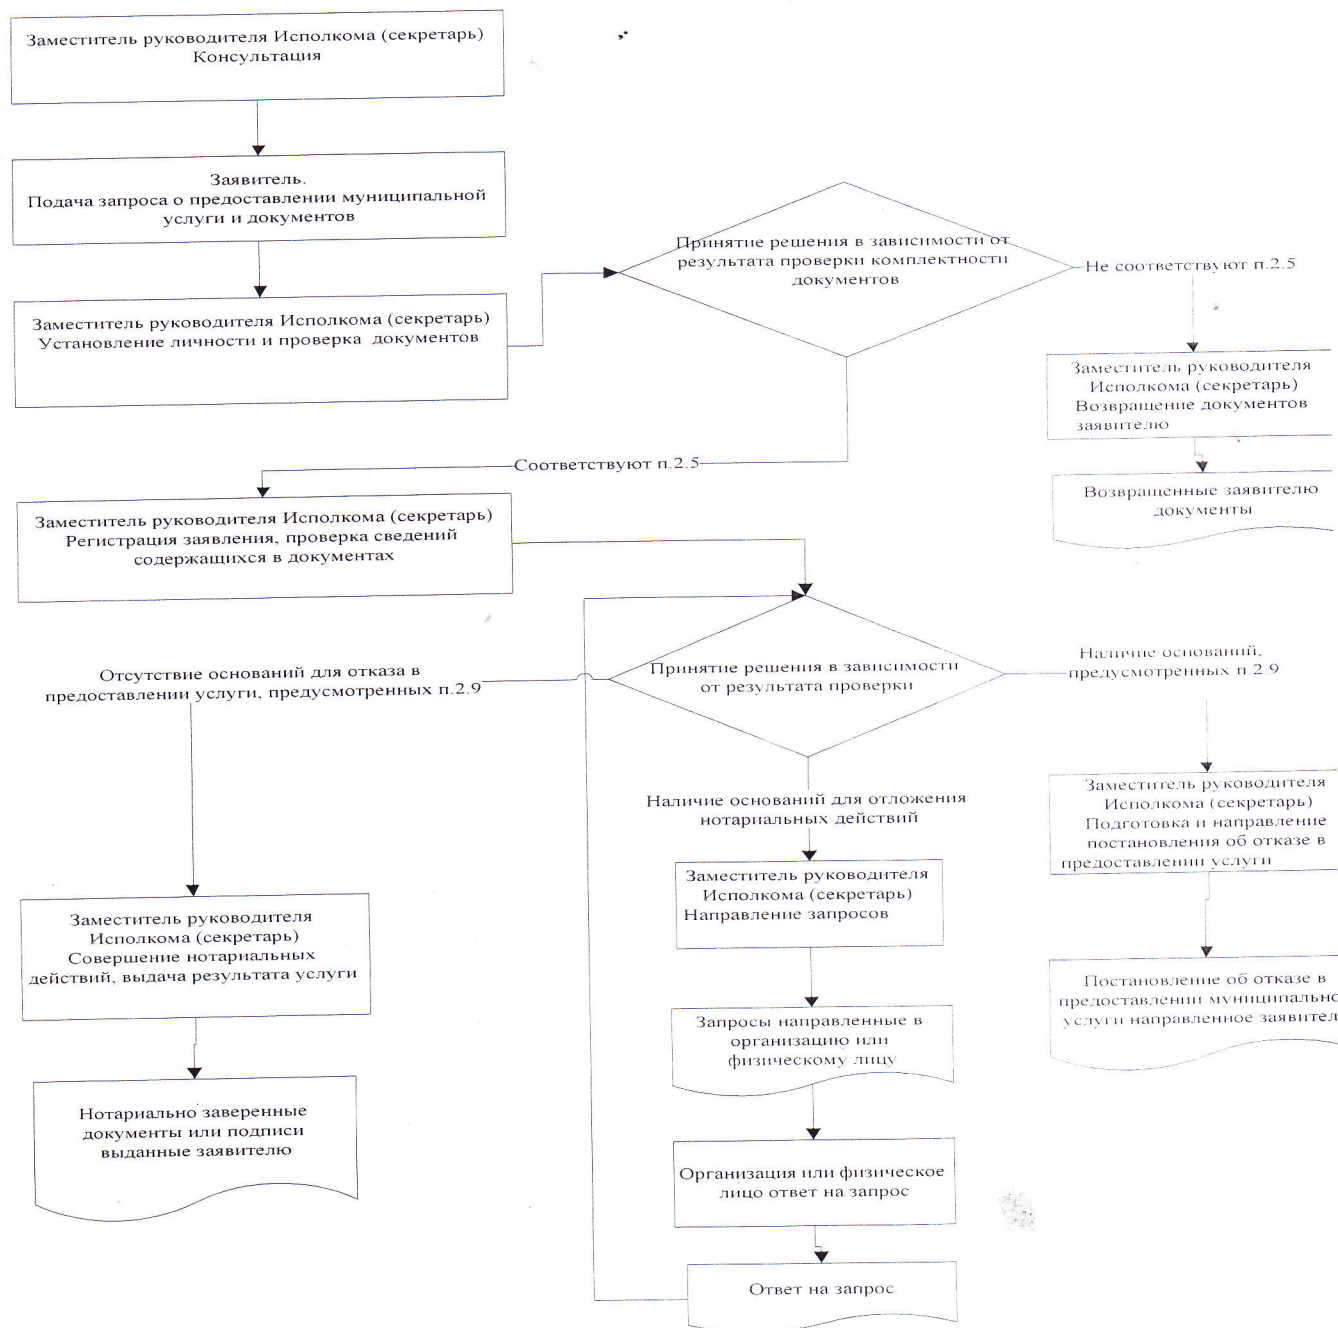 Заместитель руководителя Исполкома (секретарь)
Консультация
Заявитель.
Подача запроса о предоставлении муниципальной
услуги и документов
Заместитель руководителя Исполкома (секретарь)
Установление личности и проверка документов
Принятие решения в зависимости от
результата проверки комплектности
документов
Не соответствуют п.2.5
Заместитель руководителя
Исполкома (секретарь)
Возвращение документов
заявителю
Возвращенные заявителю
документы
Соответствуют п.2.5
Заместитель руководителя Исполкома (секретарь)
Регистрация заявления, проверка сведений
содержащихся в документах
Принятие решения в зависимости
от результата проверки
Отсутствие оснований для отказа в
предоставлении услуги, предусмотренных п.2.9
Наличие оснований,
предусмотренных п.2.9
Наличие оснований для отложения
нотариальных действий
Заместитель руководителя
Исполкома (секретарь)
Совершение нотариальных
действий, выдача результата услуги
Нотариально заверенные
документы или подписи
выданные заявителю
Заместитель руководителя
Исполкома (секретарь)
Направление запросов
Запросы направленные в
организацию или
физическому лицу
Организация или физическое
лицо ответ на запрос
Ответ на запрос
Заместитель руководителя
Исполкома (секретарь)
Подготовка и направление
постановления об отказе в
предоставлении услуги
Постановление об отказе в
предоставлении муниципально
услуги направленное заявител